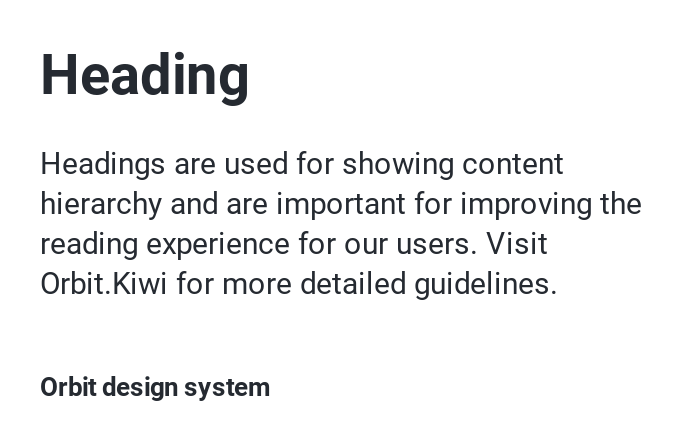 Heading
Headings are used for showing content
hierarchy and are important for improving the
reading experience for our users. Visit
Orbit.Kiwi for more detailed guidelines.
Orbit design system